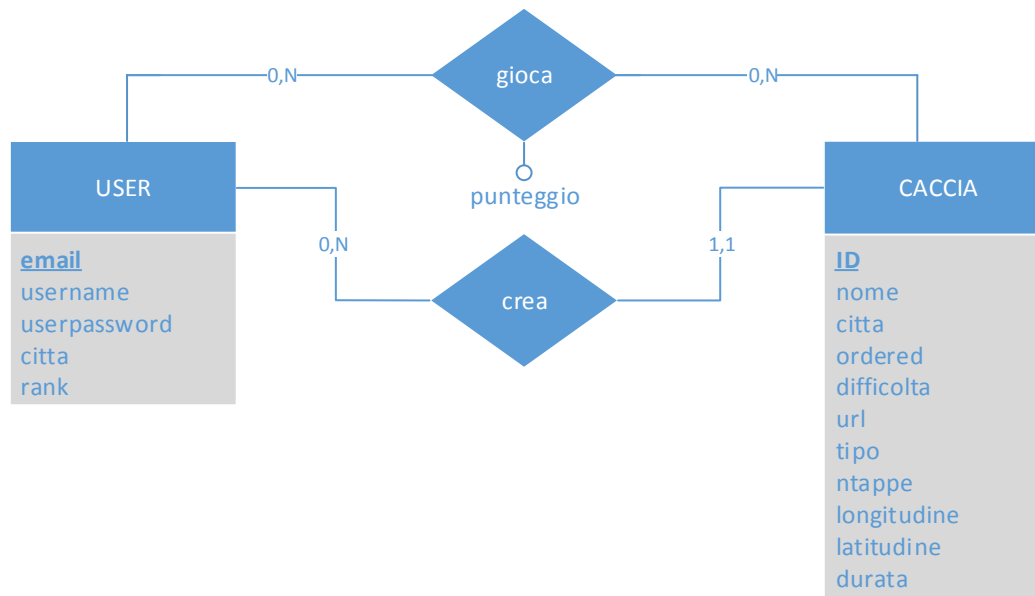 gioca
0,N
0,N
USER
punteggio
CACCIA
0,N
1,1
crea
email
username
userpassword
citta
rank
ID
nome
citta
ordered
difficolta
url
tipo
ntappe
longitudine
latitudine
durata